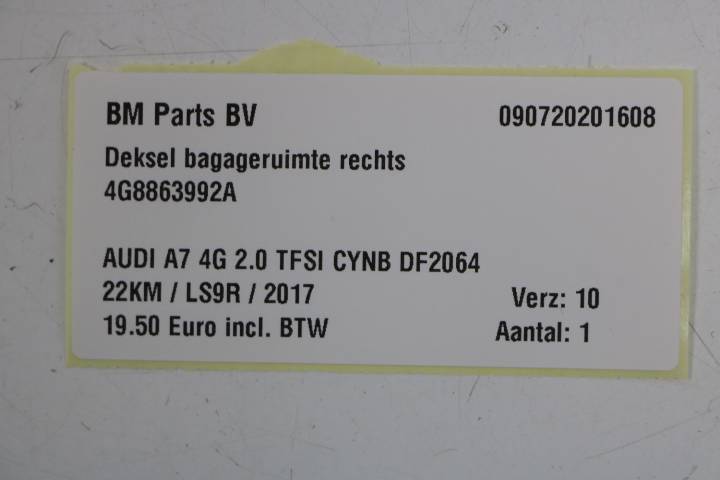 BM Parts BV 090720201608
Deksel bagageruimte rechts
4G8863992A
AUDI A7 4G 2.0 TFSI CYNB DF2064
22KM / LS9R / 2017 Verz: 10
19.50 Euro incl. BTW Aantal: 1